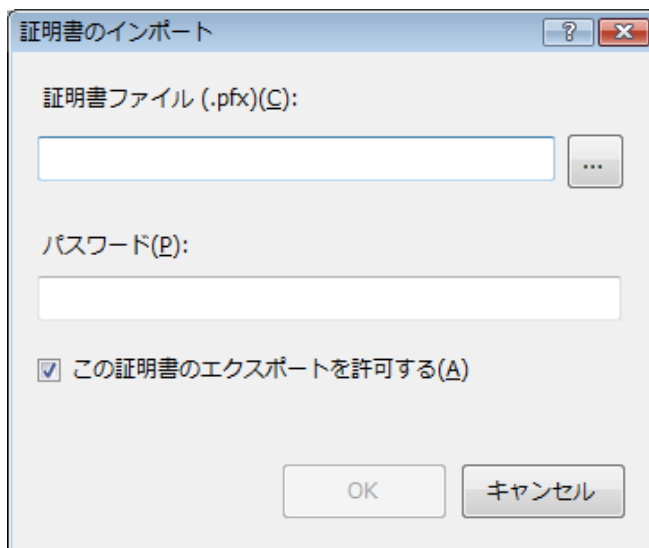 証明書のインポート
証明書ファイル (.pfx)(C):
...
パスワード(P):
この証明書のエクスポートを許可する(A)
OK キャンセル